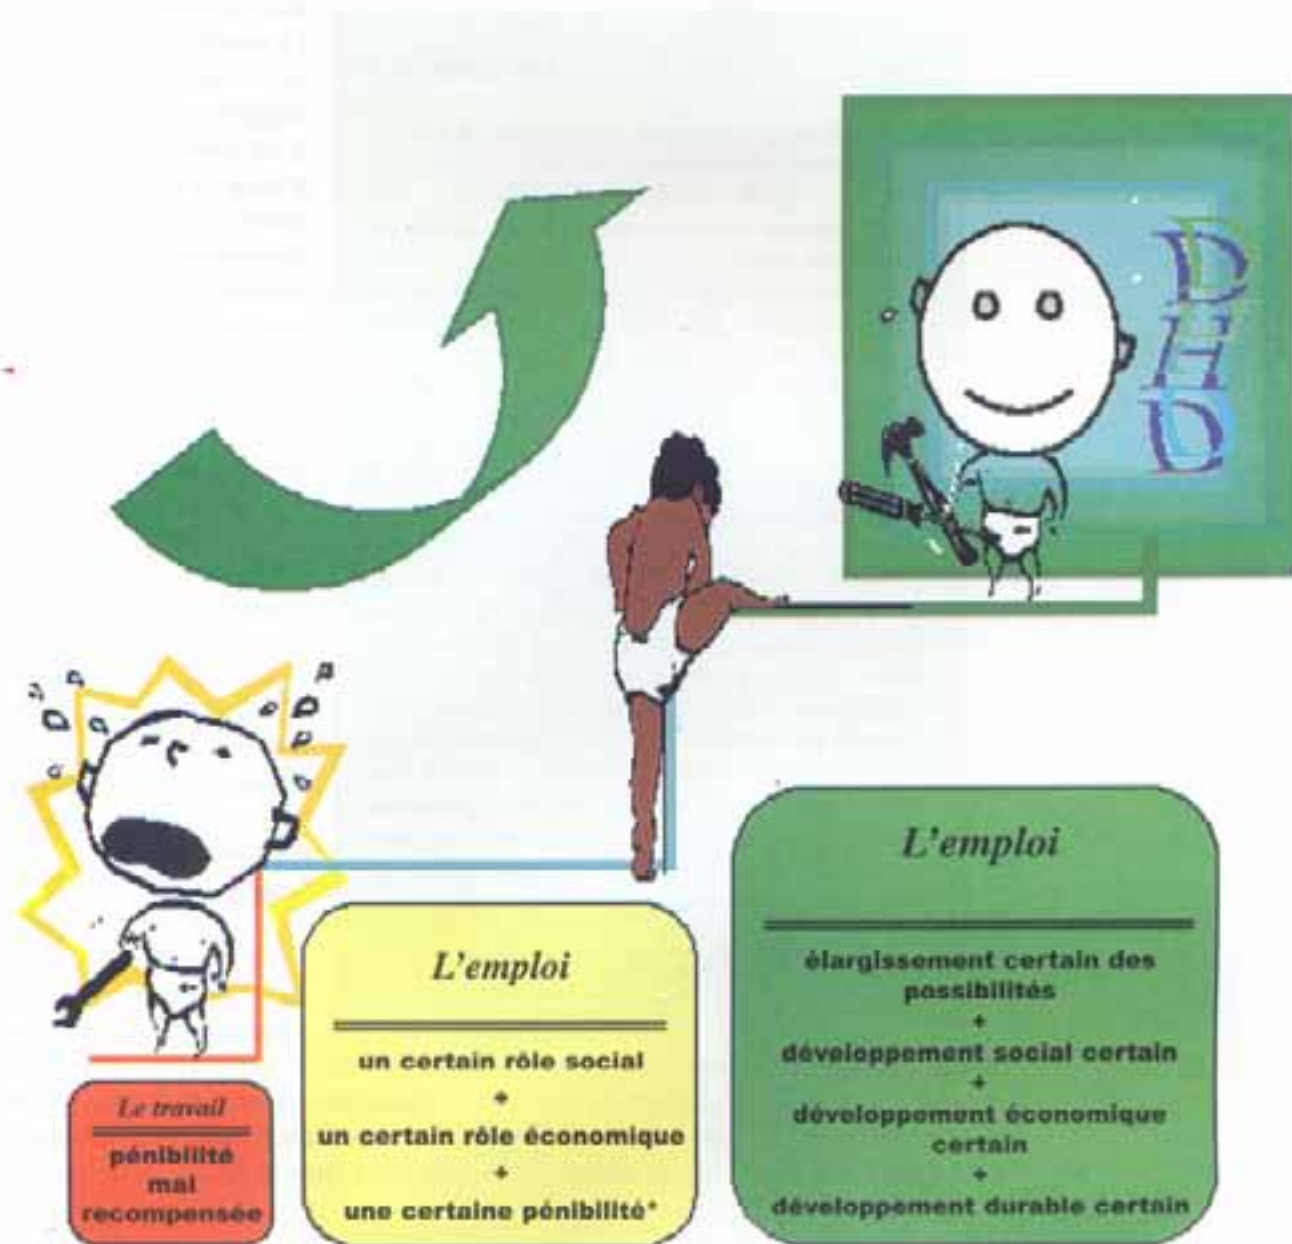 D
H
D
L'emploi
élargissement certain des
possibilités
+
développement social certain
+
développement économique
certain
+
développement durable certain
L'emploi
un certain rôle social
+
un certain rôle économique
+
une certaine pénibilité*
Le travail
pénibilité
mal
recompensée